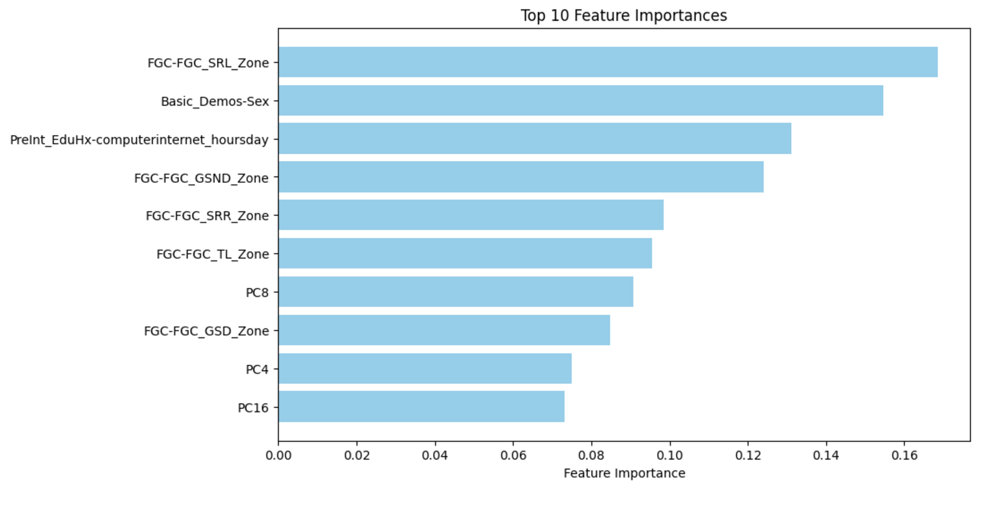 Top 10 Feature Importances
FGC-FGC_SRL_Zone
Basic_Demos-Sex
PreInt_EduHx-computerinternet_hoursday
FGC-FGC_GSND_Zone
FGC-FGC_SRR_Zone
FGC-FGC_TL_Zone
PC8
FGC-FGC_GSD_Zone
PC4
PC16
0.00 0.02 0.04 0.06 0.08 0.10 0.12 0.14 0.16
Feature Importance